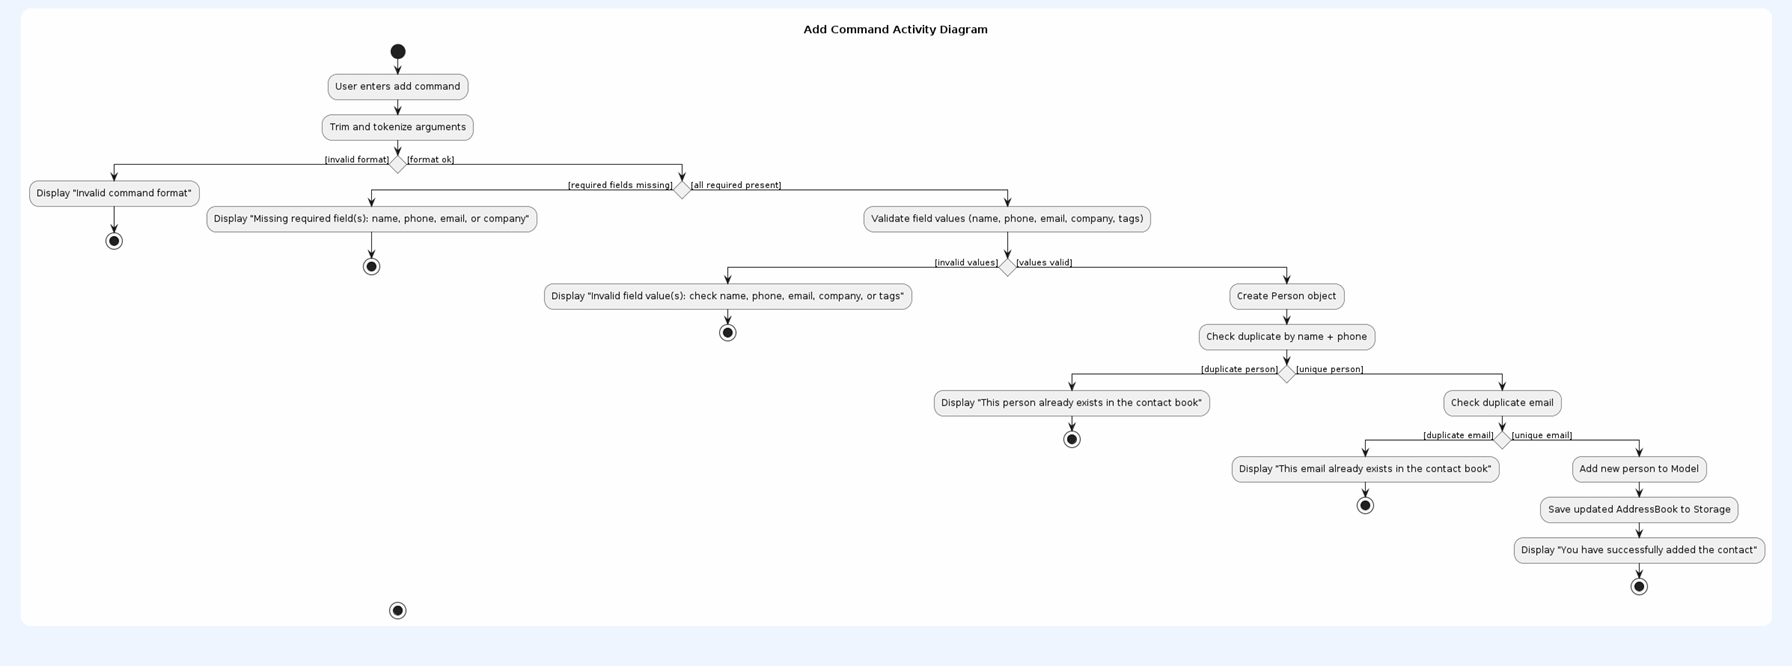 Add Command Activity Diagram
User enters add command
Trim and tokenize arguments
[invalid format]
[format ok]
Display "Invalid command format"
[required fields missing]
[all required present]
Display "Missing required field(s): name, phone, email, or company"
Validate field values (name, phone, email, company, tags)
[invalid values]
[values valid]
Display "Invalid field value(s): check name, phone, email, company, or tags"
Create Person object
Check duplicate by name + phone
[duplicate person]
[unique person]
Display "This person already exists in the contact book"
Check duplicate email
[duplicate email]
[unique email]
Display "This email already exists in the contact book"
Add new person to Model
Save updated AddressBook to Storage
Display "You have successfully added the contact"